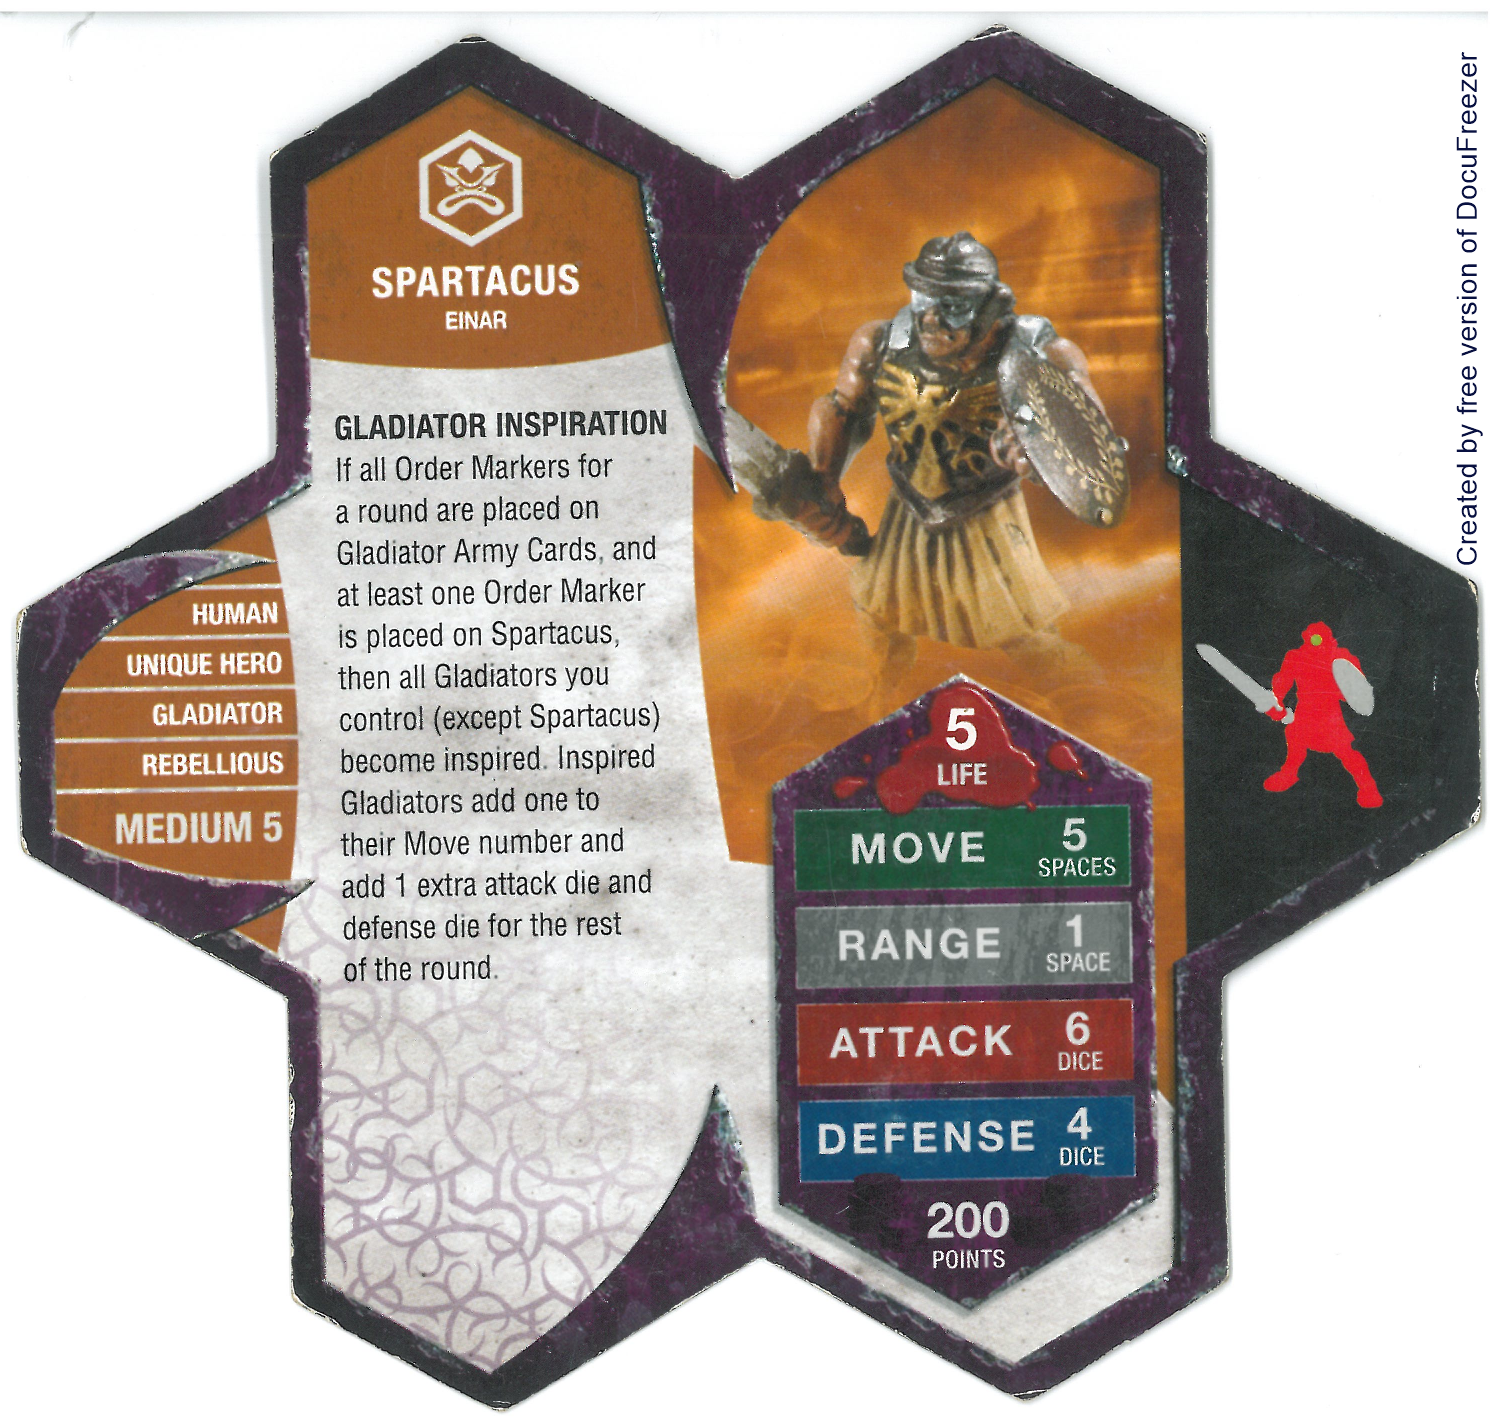 SPARTACUS
EINAR
GLADIATOR INSPIRATION
If all Order Markers for
a round are placed on
Gladiator Army Cards, and
at least one Order Marker
is placed on Spartacus,
then all Gladiators you
control (except Spartacus)
become inspired. Inspired
Gladiators add one to
their Move number and
add 1 extra attack die and
defense die for the rest
of the round.
HUMAN
UNIQUE HERO
GLADIATOR
REBELLIOUS
MEDIUM 5
5
LIFE
MOVE 5
SPACES
RANGE 1
SPACE
ATTACK 6
DICE
DEFENSE 4
DICE
200
POINTS
Created by free version of DocuFreezer